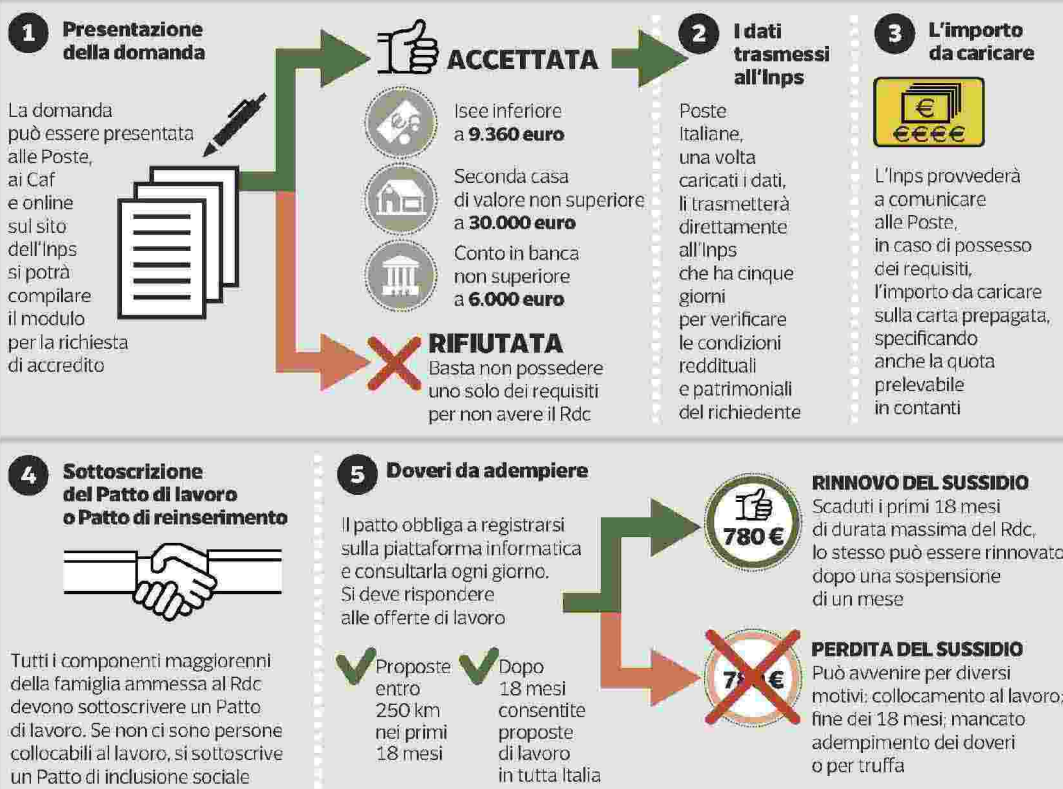 1
Presentazione
della domanda
La domanda
può essere presentata
alle Poste,
ai Caf
e online
sul sito
dell'Inps
si potrà
compilare
il modulo
per la richiesta
di accredito
ACCETTATA
Isee inferiore
a 9.360 euro
Seconda casa
di valore non superiore
a 30.000 euro
Conto in banca
non superiore
a 6.000 euro
RIFIUTATA
Basta non possedere
uno solo dei requisiti
per non avere il Rdc
2
I dati
trasmessi
all'Inps
Poste
Italiane,
una volta
caricati i dati,
li trasmetterà
direttamente
all'Inps
che ha cinque
giorni
per verificare
le condizioni
reddituali
e patrimoniali
del richiedente
3
L'importo
da caricare
€
€€€€
L'Inps provvederà
a comunicare
alle Poste,
in caso di possesso
dei requisiti,
l'importo da caricare
sulla carta prepagata,
specificando
anche la quota
prelevabile
in contanti
4
Sottoscrizione
del Patto di lavoro
o Patto di reinserimento
Tutti i componenti maggiorenni
della famiglia ammessa al Rdc
devono sottoscrivere un Patto
di lavoro. Se non ci sono persone
collocabili al lavoro, si sottoscrive
un Patto di inclusione sociale
5
Doveri da adempiere
Il patto obbliga a registrarsi
sulla piattaforma informatica
e consultarla ogni giorno.
Si deve rispondere
alle offerte di lavoro
Proposte
entro
250 km
nei primi
18 mesi
Dopo
18 mesi
consentite
proposte
di lavoro
in tutta Italia
780 €
RINNOVO DEL SUSSIDIO
Scaduti i primi 18 mesi
di durata massima del Rdc,
lo stesso può essere rinnovato
dopo una sospensione
di un mese
780 €
PERDITA DEL SUSSIDIO
Può avvenire per diversi
motivi: collocamento al lavoro;
fine dei 18 mesi; mancato
adempimento dei doveri
o per truffa